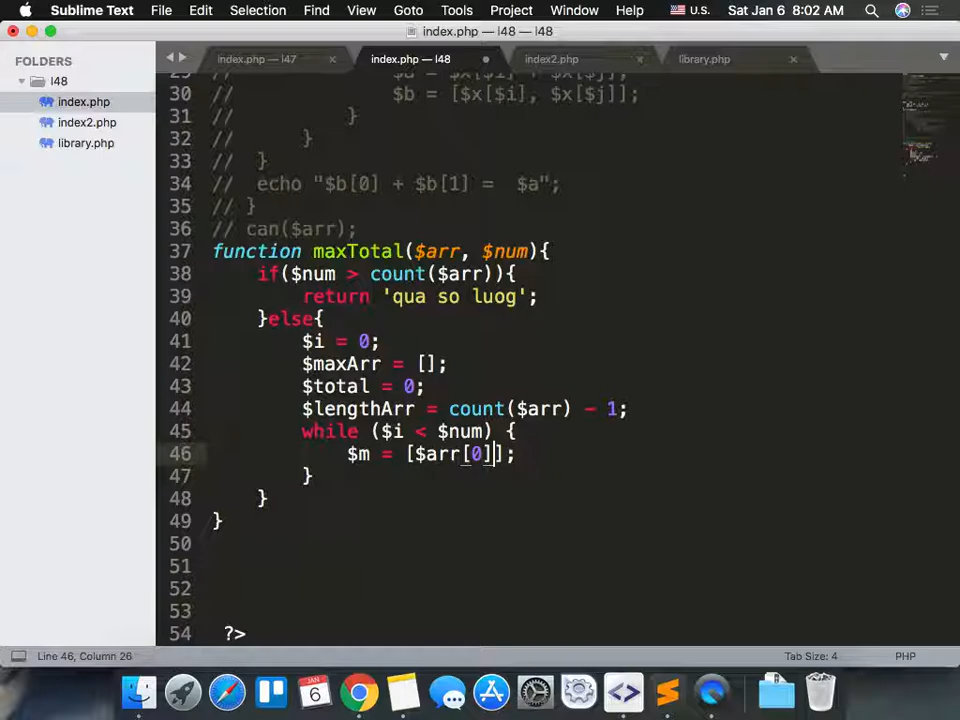 Sublime Text File Edit Selection Find View Goto Tools Project Window Help U.S. Sat Jan 6 8:02 AM
index.php — l48 — l48
FOLDERS
l48
index.php
index2.php
library.php
index.php — l47
index.php — l48
index2.php
library.php
30 // $b = [$x[$i], $x[$j]];
31 // }
32 // }
33 // }
34 // echo "$b[0] + $b[1] =  $a";
35 // }
36 // can($arr);
37 function maxTotal($arr, $num){
38 if($num > count($arr)){
39 return 'qua so luog';
40 }else{
41 $i = 0;
42 $maxArr = [];
43 $total = 0;
44 $lengthArr = count($arr) - 1;
45 while ($i < $num) {
46 $m = [$arr[0]];
47 }
48 }
49 }
50
51
52
53
54 ?>
Line 46, Column 26
Tab Size: 4
PHP
JAN
6